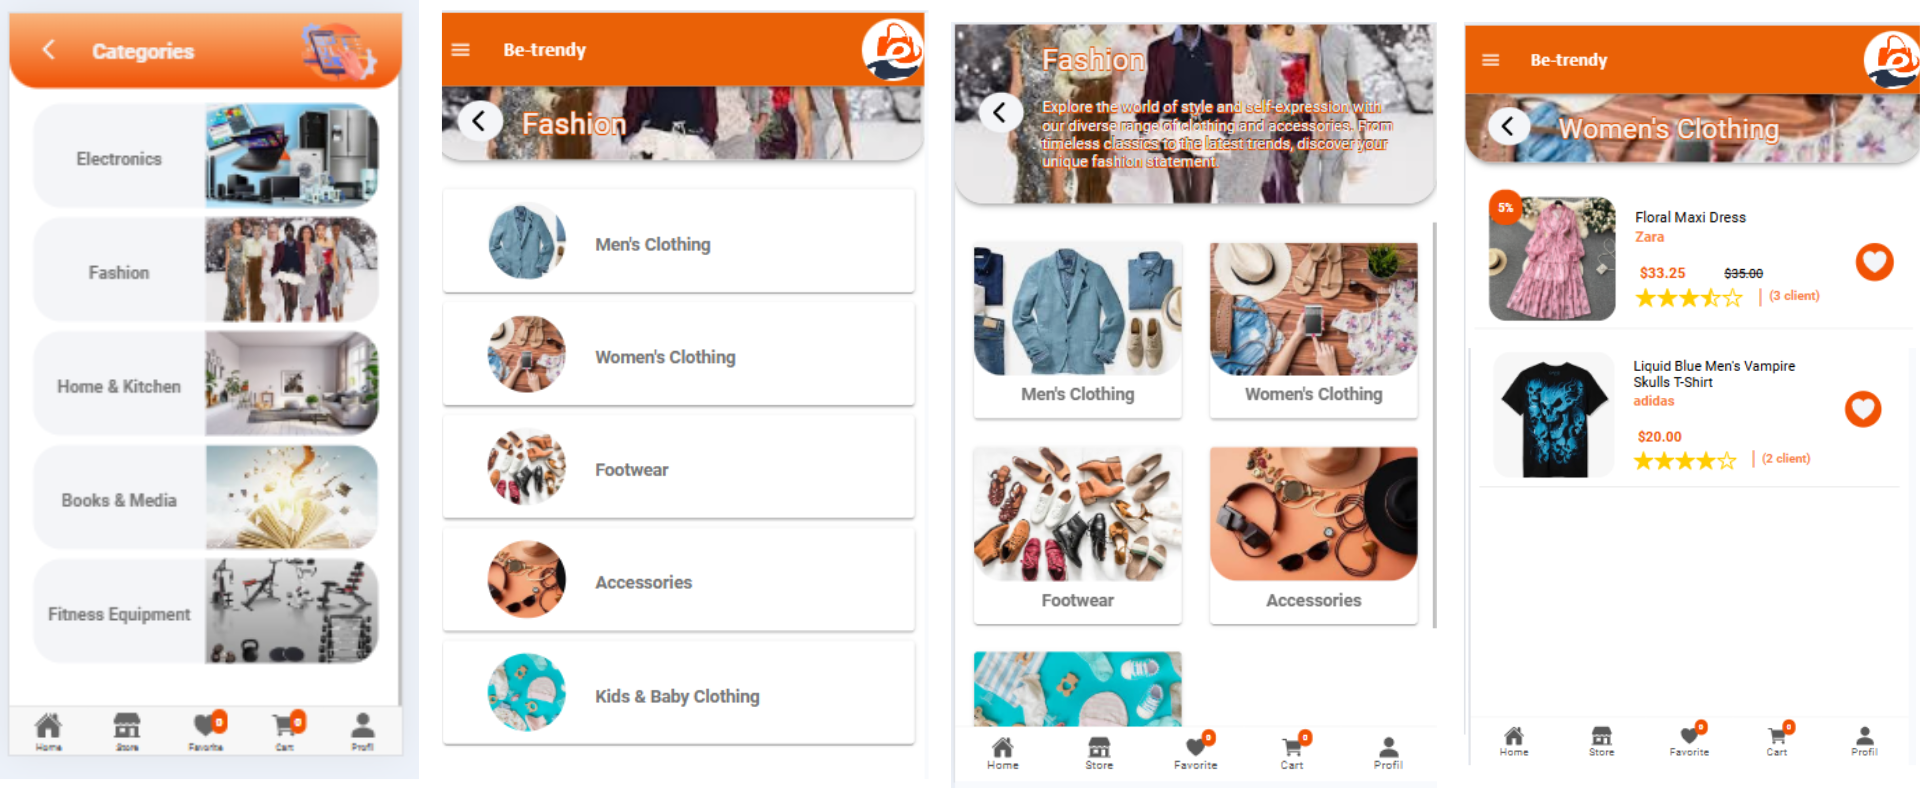 Categories
Electronics
Fashion
Home & Kitchen
Books & Media
Fitness Equipment
Home
Store
Favorite
0
Cart
0
Profil
Be-trendy
Fashion
Men's Clothing
Women's Clothing
Footwear
Accessories
Kids & Baby Clothing
Fashion
Explore the world of style and self-expression with
our diverse range of clothing and accessories. From
timeless classics to the latest trends, discover your
unique fashion statement
Men's Clothing
Women's Clothing
Footwear
Accessories
Home
Store
Favorite
0
Cart
0
Profil
Be-trendy
Women's Clothing
5%
Floral Maxi Dress
Zara
$33.25 $35.00
| (3 client)
Liquid Blue Men's Vampire
Skulls T-Shirt
adidas
$20.00
| (2 client)
Home
Store
Favorite
0
Cart
0
Profil